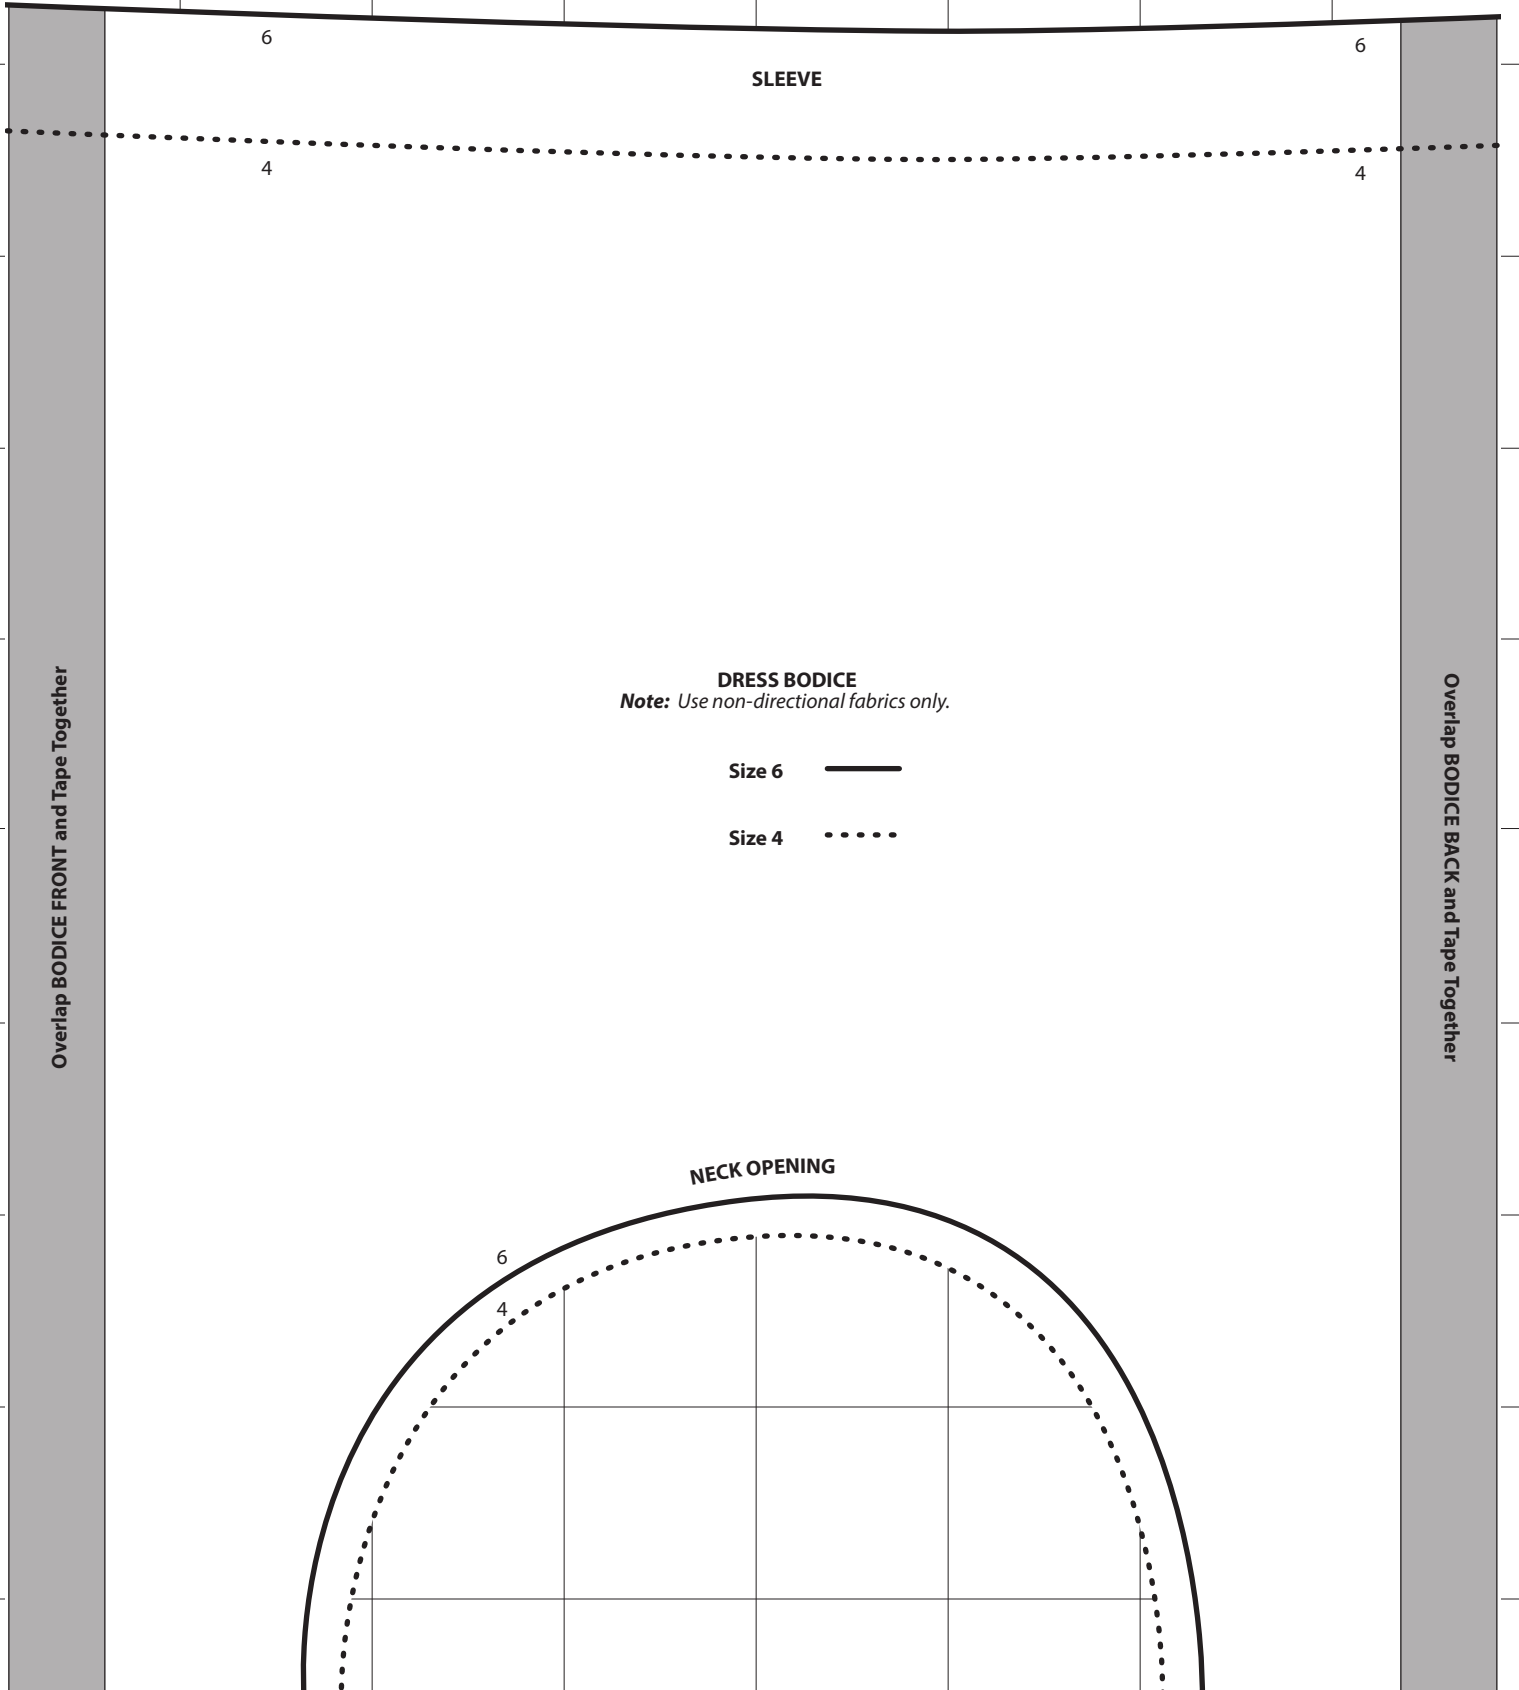 6
6
SLEEVE
4
4
DRESS BODICE
Note: Use non-directional fabrics only.
Size 6
Size 4
Overlap BODICE FRONT and Tape Together
Overlap BODICE BACK and Tape Together
NECK OPENING
6
4